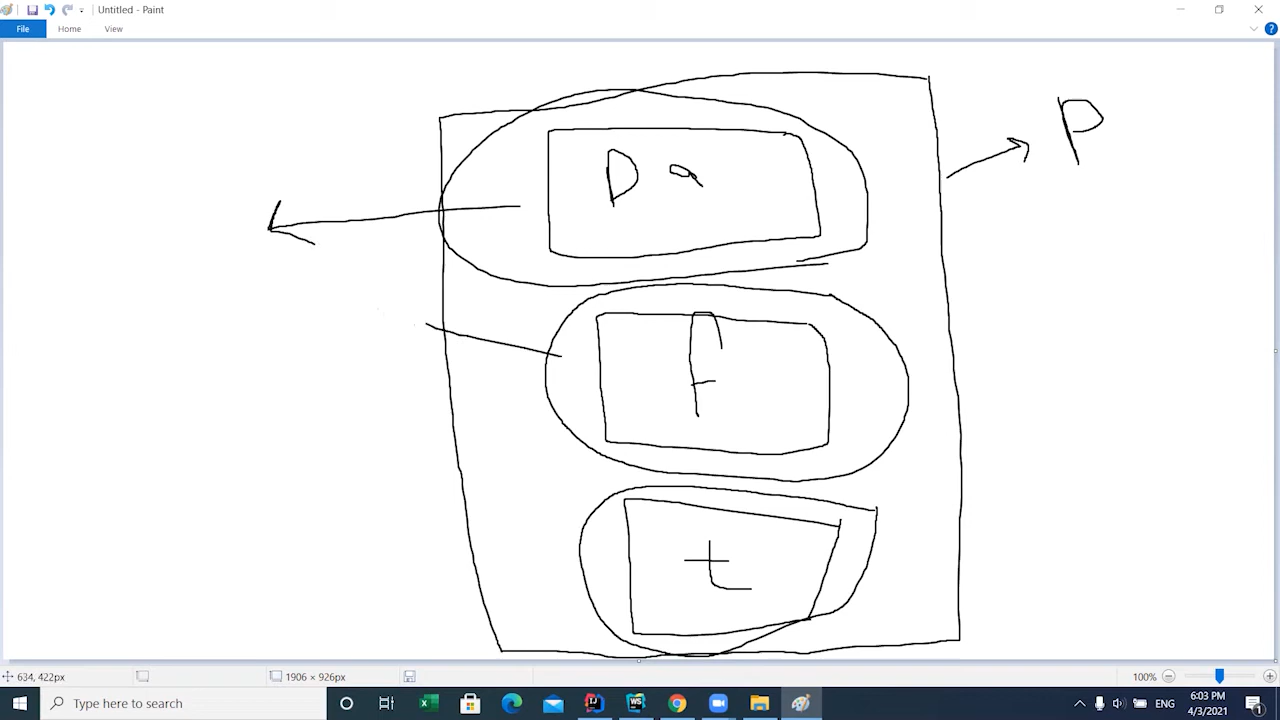 Untitled - Paint
File
Home
View
P
Da
F
t
634, 422px
1906 × 926px
100%
Type here to search
ENG
6:03 PM
4/3/2021